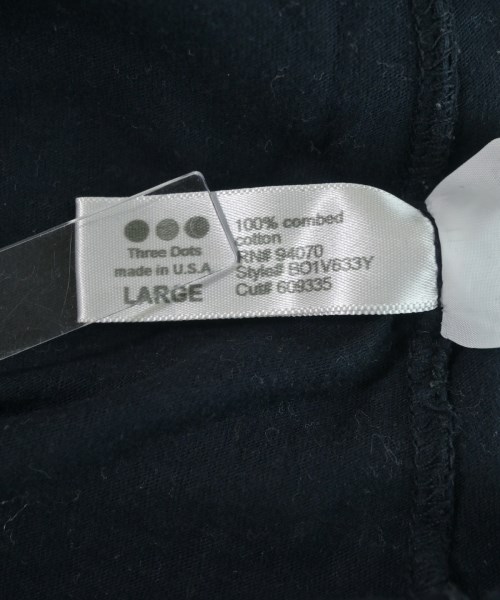 Three Dots
made in U.S.A
LARGE
100% combed
cotton
RN# 94070
Style# BO1V633Y
Cut# 609335